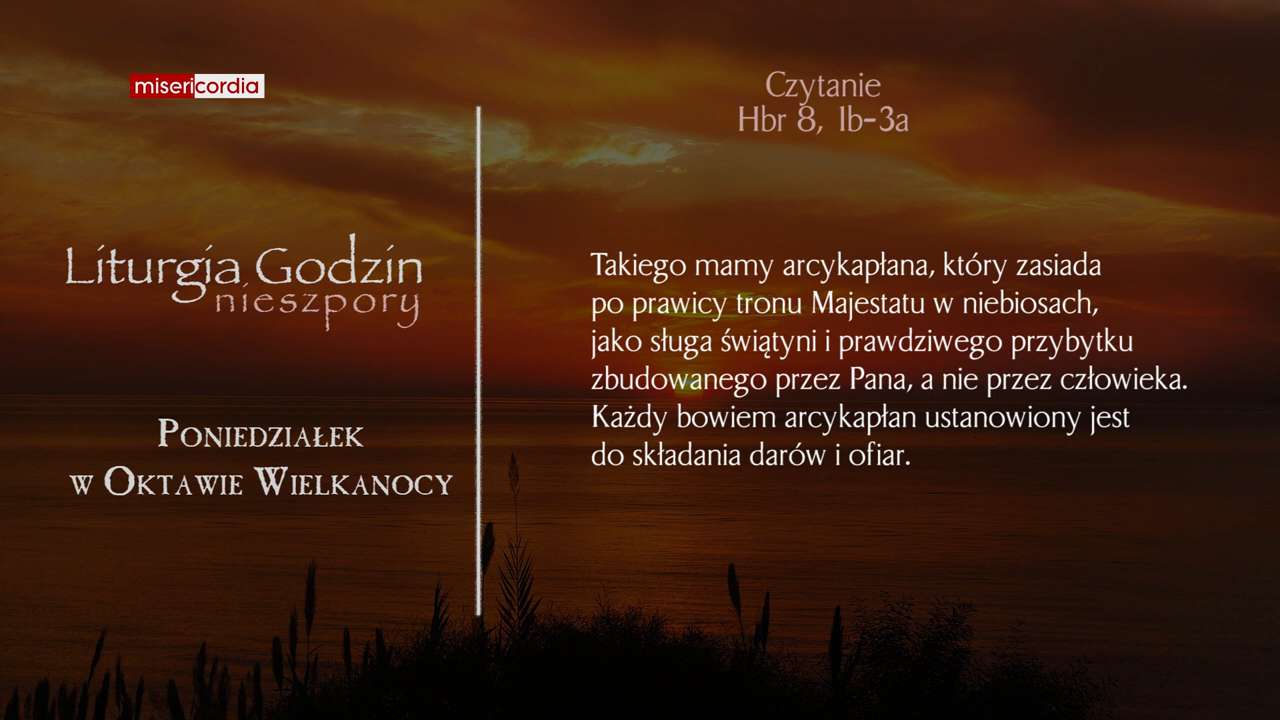 misericordia
Liturgia Godzin
nieszpory
Poniedziałek
w Oktawie Wielkanocy
Czytanie
Hbr 8, 1b-3a
Takiego mamy arcykapłana, który zasiada
po prawicy tronu Majestatu w niebiosach,
jako sługa świątyni i prawdziwego przybytku
zbudowanego przez Pana, a nie przez człowieka.
Każdy bowiem arcykapłan ustanowiony jest
do składania darów i ofiar.